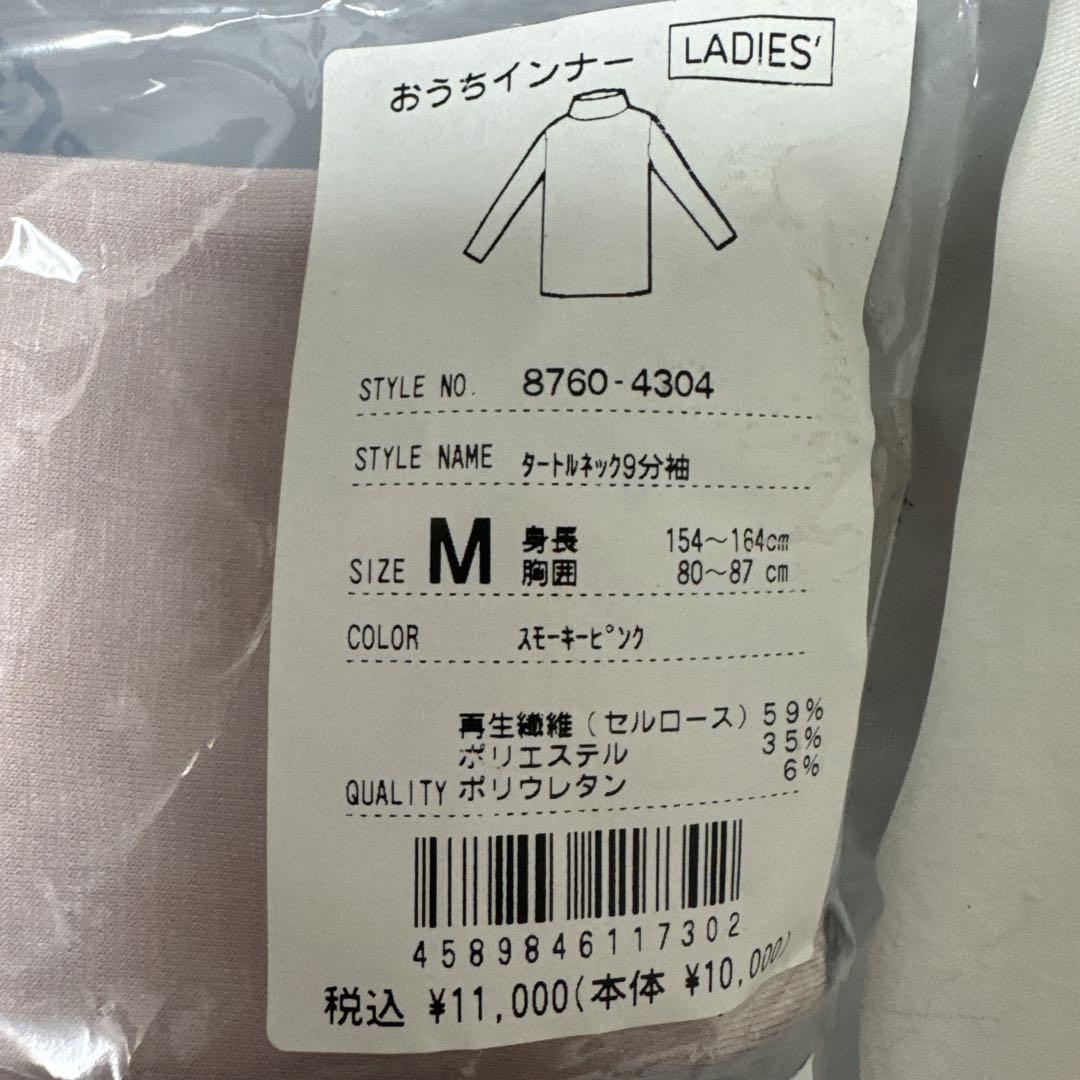 おうちインナー
LADIES'
STYLE NO. 8760-4304
STYLE NAME ﾀｰﾄﾙﾈｯｸ9分袖
SIZE M 身長 154〜164cm
胸囲 80〜87 cm
COLOR ｽﾓｰｷｰﾋﾟﾝｸ
再生繊維(セルロース) 59%
ポリエステル 35%
QUALITY ポリウレタン 6%
4589846117302
税込 ¥11,000(本体 ¥10,000)